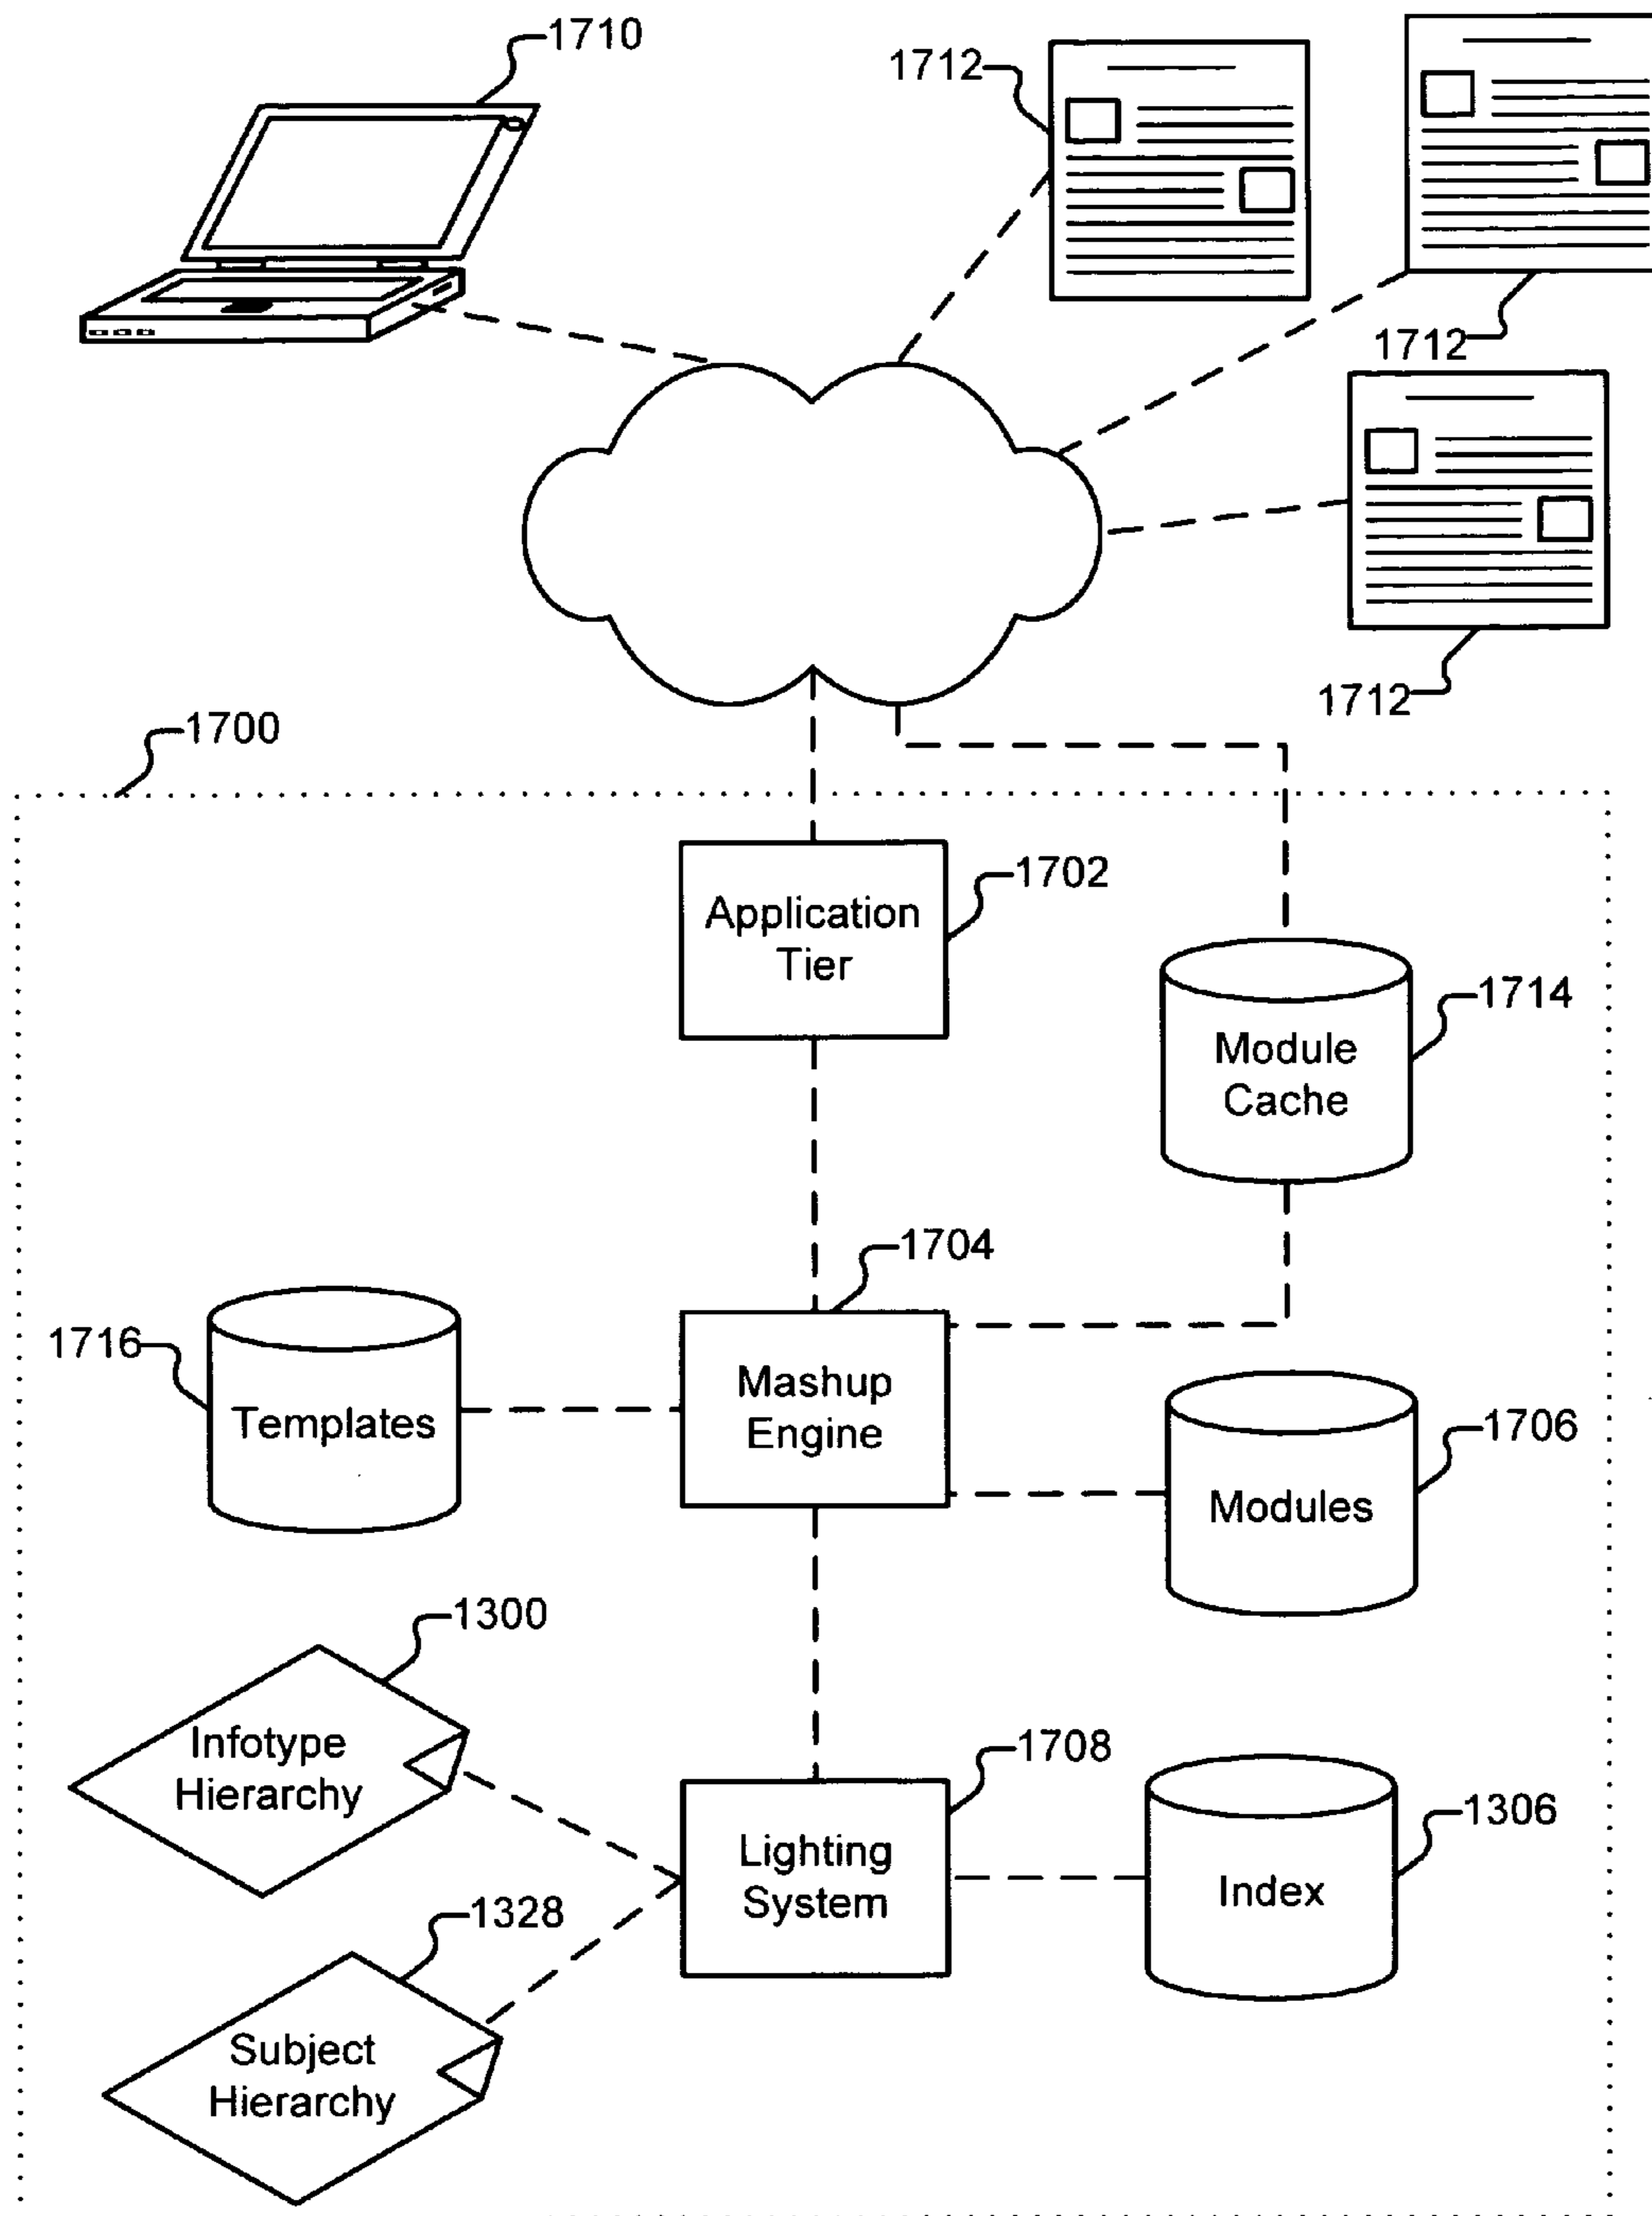 1710
1712
1712
1712
1700
Application
Tier
1702
Module
Cache
1714
1704
1716
Templates
Mashup
Engine
1706
Modules
1300
Infotype
Hierarchy
1708
Lighting
System
1306
Index
1328
Subject
Hierarchy